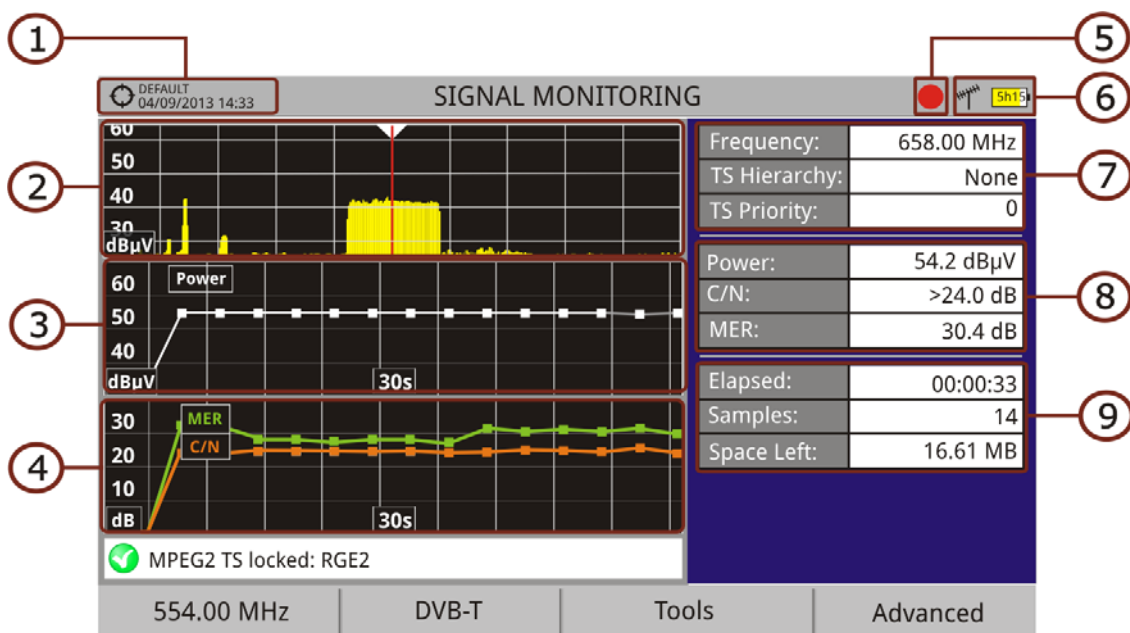 1
5
DEFAULT
04/09/2013 14:33
SIGNAL MONITORING
5h15
6
2
60
50
40
30
dBµV
Frequency: 658.00 MHz
TS Hierarchy: None
TS Priority: 0
7
3
Power
60
50
40
dBµV
30s
Power: 54.2 dBµV
C/N: >24.0 dB
MER: 30.4 dB
8
4
MER
C/N
30
20
10
dB
30s
Elapsed: 00:00:33
Samples: 14
Space Left: 16.61 MB
9
MPEG2 TS locked: RGE2
554.00 MHz
DVB-T
Tools
Advanced